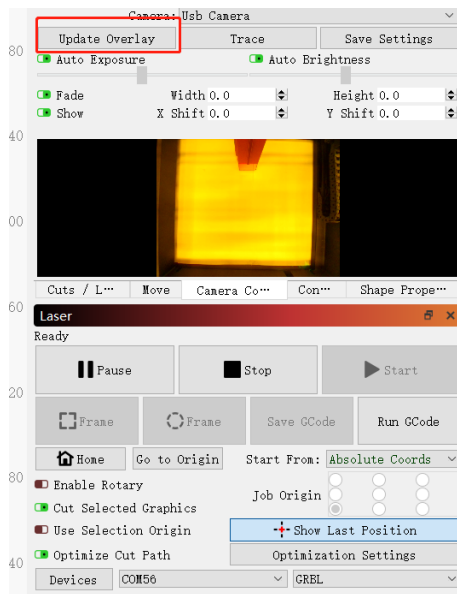 Camera: Usb Camera
80
Update Overlay Trace Save Settings
Auto Exposure Auto Brightness
Fade Width 0.0 Height 0.0
Show X Shift 0.0 Y Shift 0.0
40
00
Cuts / L··· Move Camera Co··· Con··· Shape Prope···
60
Laser
Ready
Pause Stop Start
20
Frame Frame Save GCode Run GCode
Home Go to Origin Start From: Absolute Coords
80
Enable Rotary
Job Origin
Cut Selected Graphics
Use Selection Origin Show Last Position
Optimize Cut Path Optimization Settings
40
Devices COM56 GRBL